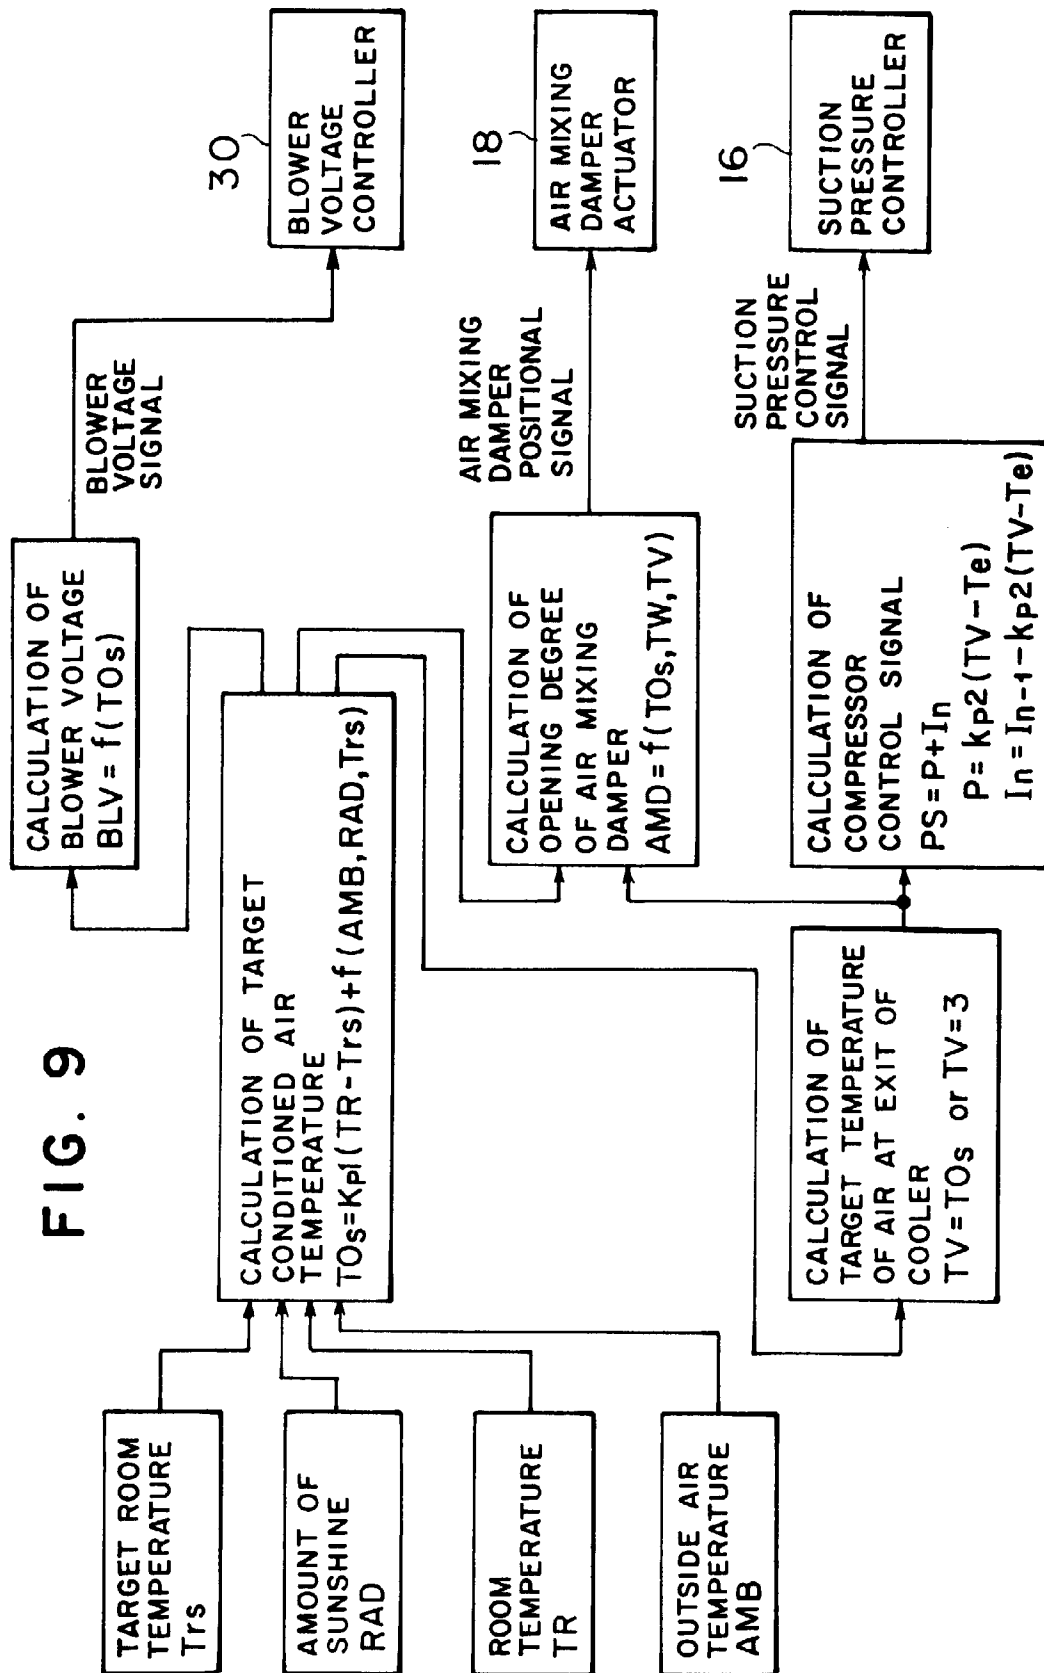 FIG. 9
TARGET ROOM
TEMPERATURE
Trs
AMOUNT OF
SUNSHINE
RAD
ROOM
TEMPERATURE
TR
OUTSIDE AIR
TEMPERATURE
AMB
CALCULATION OF TARGET
CONDITIONED AIR
TEMPERATURE
TOs=Kp1(TR-Trs)+f(AMB,RAD,Trs)
CALCULATION OF
TARGET TEMPERATURE
OF AIR AT EXIT OF
COOLER
TV=TOs or TV=3
CALCULATION OF
BLOWER VOLTAGE
BLV=f(TOs)
CALCULATION OF
OPENING DEGREE
OF AIR MIXING
DAMPER
AMD=f(TOs,TW,TV)
CALCULATION OF
COMPRESSOR
CONTROL SIGNAL
PS=P+In
P=kp2(TV-Te)
In=In-1-kp2(TV-Te)
BLOWER
VOLTAGE
SIGNAL
AIR MIXING
DAMPER
POSITIONAL
SIGNAL
SUCTION
PRESSURE
CONTROL
SIGNAL
30
BLOWER
VOLTAGE
CONTROLLER
18
AIR MIXING
DAMPER
ACTUATOR
16
SUCTION
PRESSURE
CONTROLLER